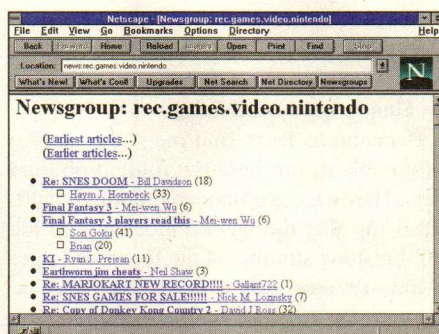 Netscape - [Newsgroup: rec.games.video.nintendo]
File Edit View Go Bookmarks Options Directory Help
Back Forward Home Reload Images Open Print Find Stop
Location: news:rec.games.video.nintendo
What's New! What's Cool! Upgrades Net Search Net Directory Newsgroups
N
Newsgroup: rec.games.video.nintendo
(Earliest articles...)
(Earlier articles...)
Re: SNES DOOM - Bill Davidson (18)
Haysn J. Hornbeck (33)
Final Fantasy 3 - Mei-wen Wu (6)
Final Fantasy 3 players read this - Mei-wen Wu (6)
Son Goku (41)
Brian (20)
KI - Ryan J. Prejean (11)
Earthworm jim cheats - Neil Shaw (3)
Re: MARIOKART NEW RECORD!!!! - Gallant722 (1)
Re: SNES GAMES FOR SALE!!!!!! - Nick M. Lozinsky (7)
Re: Copy of Donkey Kong Country 2 - David J Ross (32)